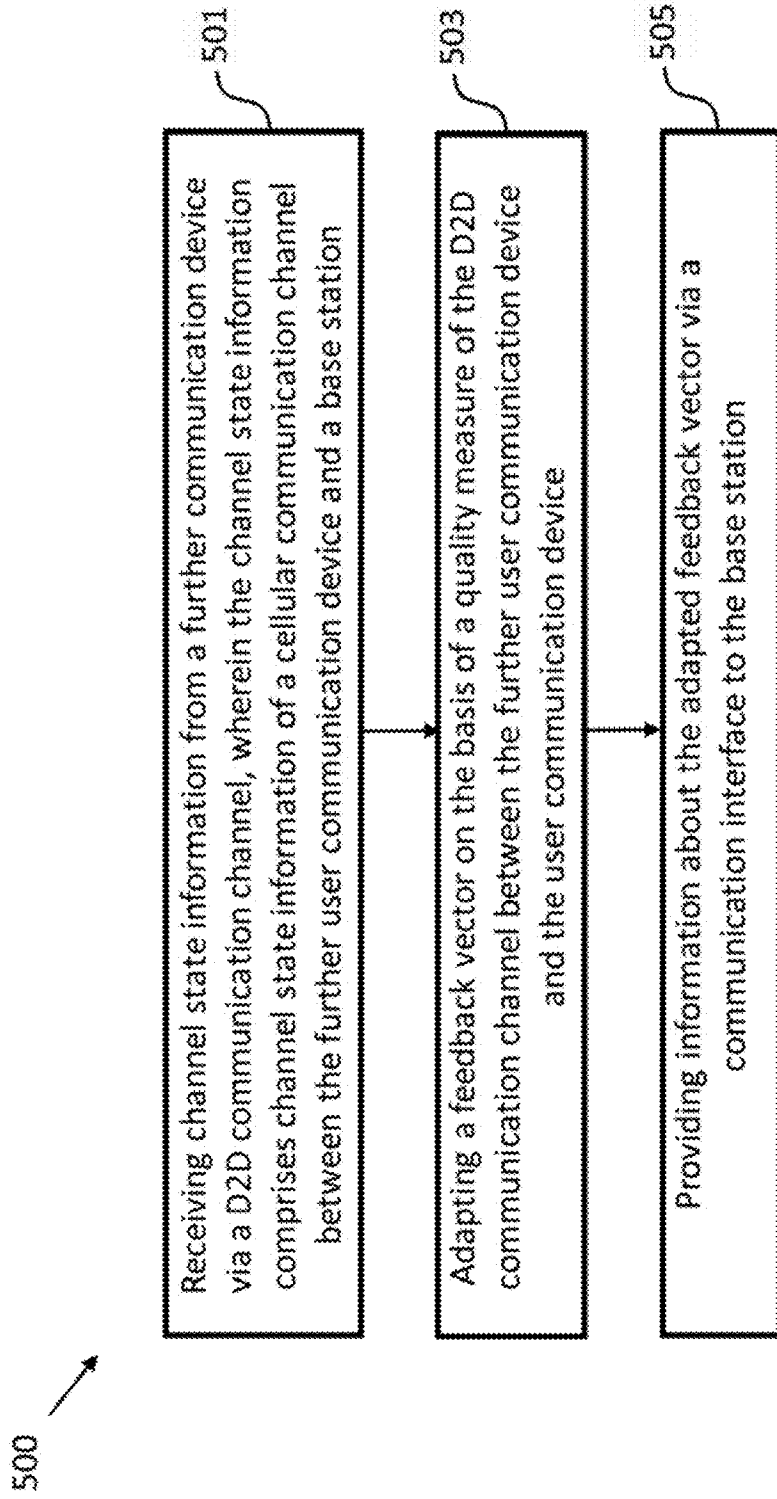 500
Receiving channel state information from a further communication device
via a D2D communication channel, wherein the channel state information
comprises channel state information of a cellular communication channel
between the further user communication device and a base station
501
Adapting a feedback vector on the basis of a quality measure of the D2D
communication channel between the further user communication device
and the user communication device
503
Providing information about the adapted feedback vector via a
communication interface to the base station
505